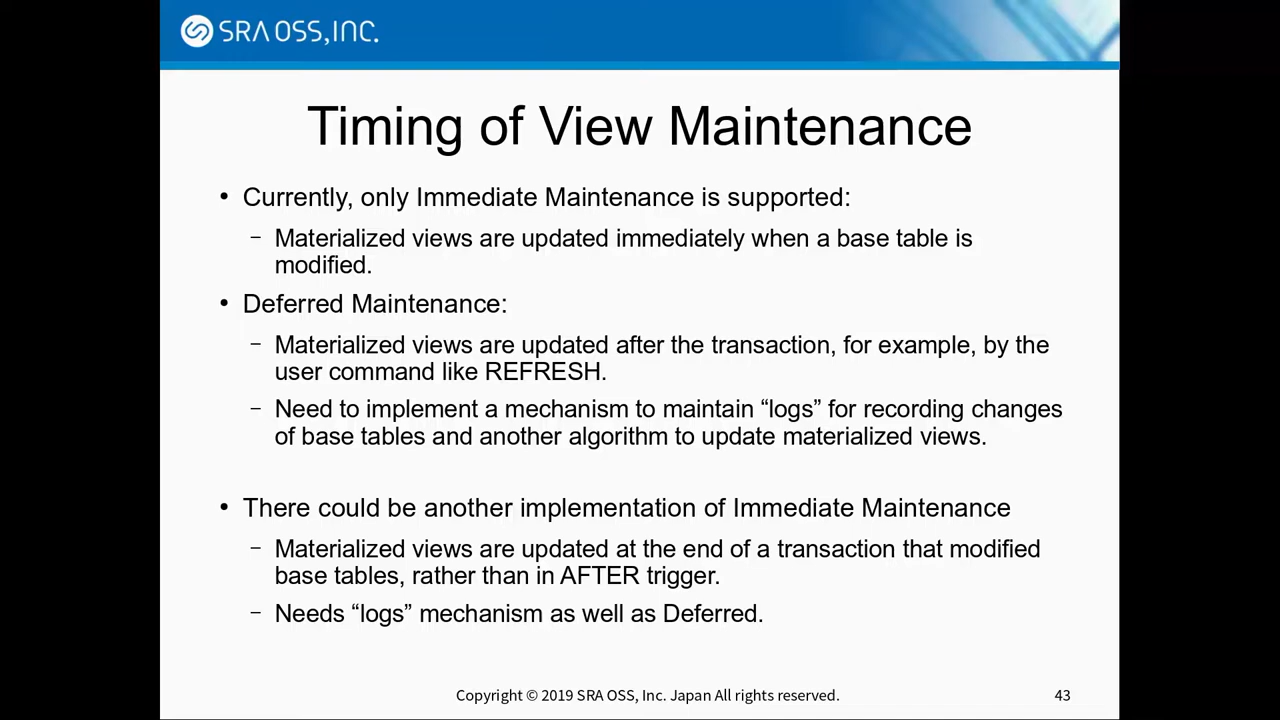 SRA OSS, INC.
Timing of View Maintenance
• Currently, only Immediate Maintenance is supported:
– Materialized views are updated immediately when a base table is
modified.
• Deferred Maintenance:
– Materialized views are updated after the transaction, for example, by the
user command like REFRESH.
– Need to implement a mechanism to maintain “logs” for recording changes
of base tables and another algorithm to update materialized views.
• There could be another implementation of Immediate Maintenance
– Materialized views are updated at the end of a transaction that modified
base tables, rather than in AFTER trigger.
– Needs “logs” mechanism as well as Deferred.
Copyright © 2019 SRA OSS, Inc. Japan All rights reserved.
43